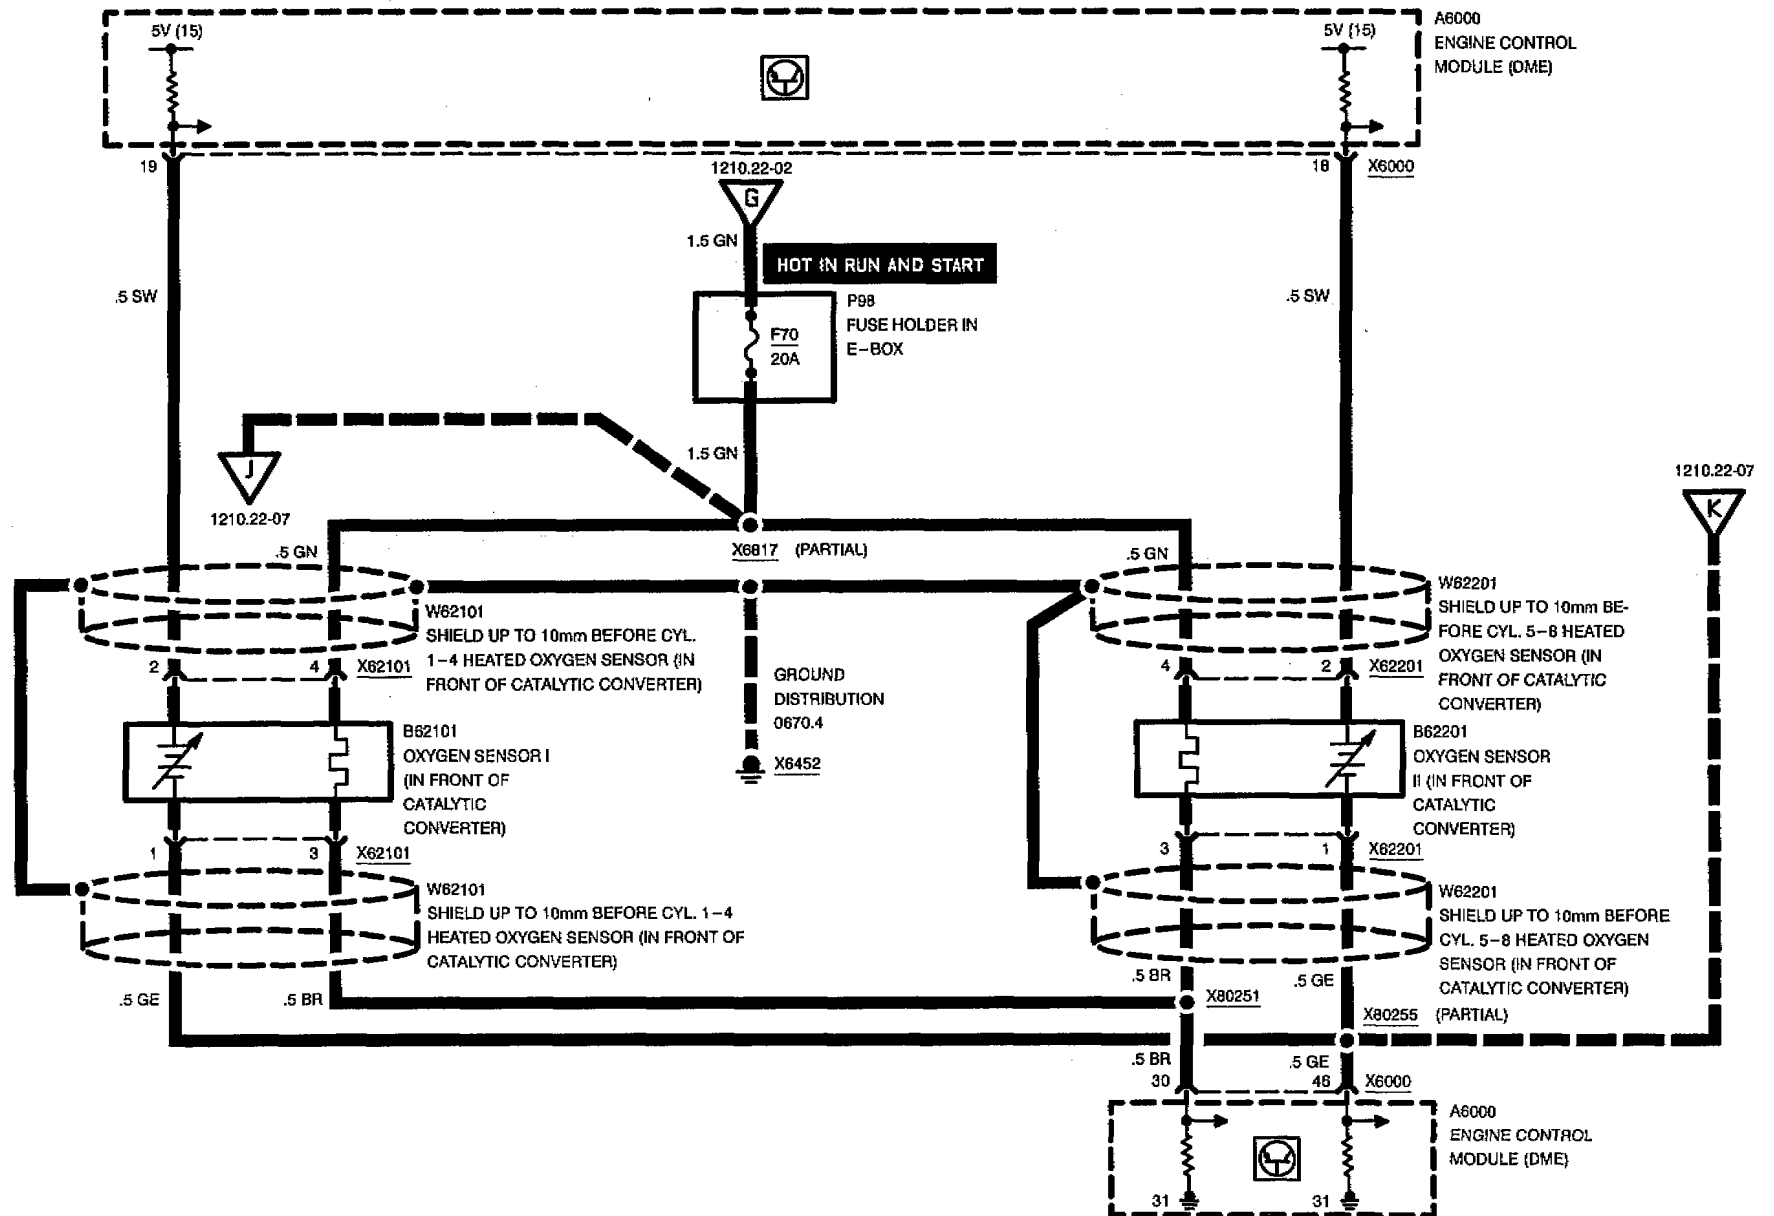 5V (15)
5V (15)
A6000
ENGINE CONTROL
MODULE (DME)
19
18
X6000
1210.22-02
G
1.5 GN
HOT IN RUN AND START
.5 SW
.5 SW
P98
FUSE HOLDER IN
E-BOX
F70
20A
1.5 GN
J
1210.22-07
1210.22-07
K
X6817 (PARTIAL)
.5 GN
.5 GN
W62101
SHIELD UP TO 10mm BEFORE CYL.
1-4 HEATED OXYGEN SENSOR (IN
FRONT OF CATALYTIC CONVERTER)
W62201
SHIELD UP TO 10mm BE-
FORE CYL. 5-8 HEATED
OXYGEN SENSOR (IN
FRONT OF CATALYTIC
CONVERTER)
2
4
X62101
4
2
X62201
GROUND
DISTRIBUTION
0670.4
X6452
B62101
OXYGEN SENSOR I
(IN FRONT OF
CATALYTIC
CONVERTER)
B62201
OXYGEN SENSOR
II (IN FRONT OF
CATALYTIC
CONVERTER)
1
3
X62101
3
1
X62201
W62101
SHIELD UP TO 10mm BEFORE CYL. 1-4
HEATED OXYGEN SENSOR (IN FRONT OF
CATALYTIC CONVERTER)
W62201
SHIELD UP TO 10mm BEFORE
CYL. 5-8 HEATED OXYGEN
SENSOR (IN FRONT OF
CATALYTIC CONVERTER)
.5 GE
.5 BR
.5 BR
.5 GE
X80251
X80255 (PARTIAL)
.5 BR
.5 GE
30
46
X6000
A6000
ENGINE CONTROL
MODULE (DME)
31
31